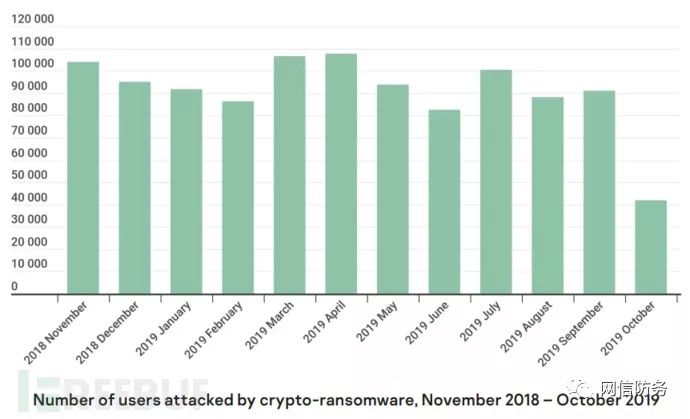 120 000
110 000
100 000
90 000
80 000
70 000
60 000
50 000
40 000
30 000
20 000
10 000
0
2018 November
2018 December
2019 January
2019 February
2019 March
2019 April
2019 May
2019 June
2019 July
2019 August
2019 September
2019 October
FREEBUF
网信防务
Number of users attacked by crypto-ransomware, November 2018 – October 2019